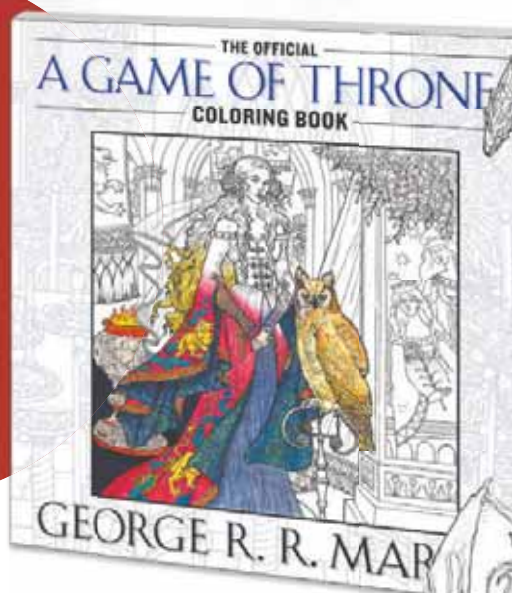 THE OFFICIAL
A GAME OF THRONE
COLORING BOOK
GEORGE R. R. MAR